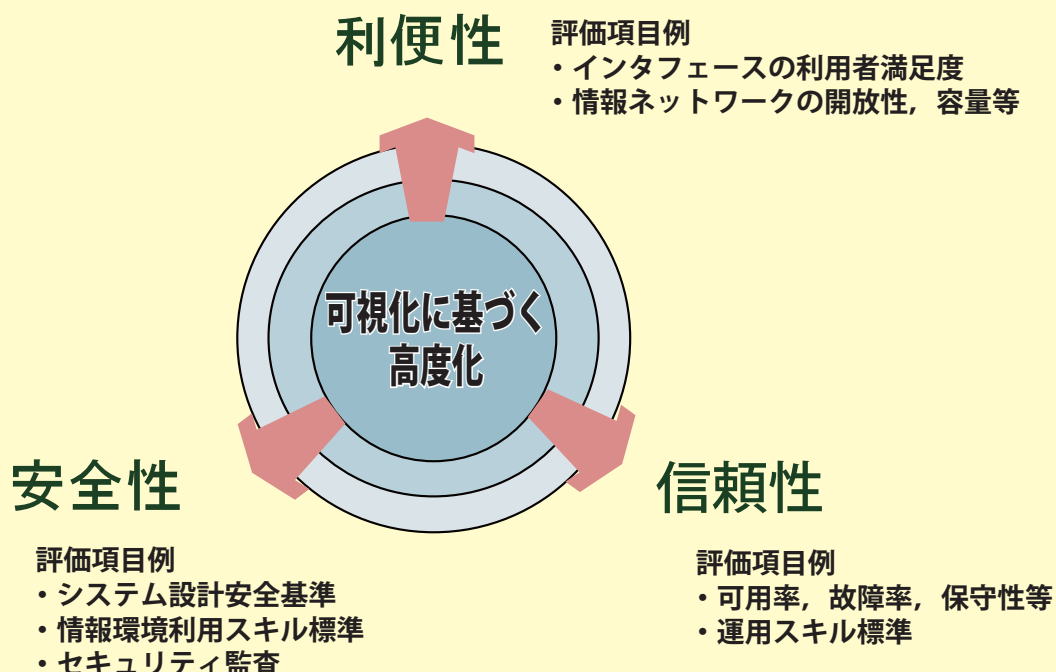 利便性
評価項目例
・インタフェースの利用者満足度
・情報ネットワークの開放性，容量等
可視化に基づく
高度化
安全性
評価項目例
・システム設計安全基準
・情報環境利用スキル標準
・セキュリティ監査
信頼性
評価項目例
・可用率，故障率，保守性等
・運用スキル標準